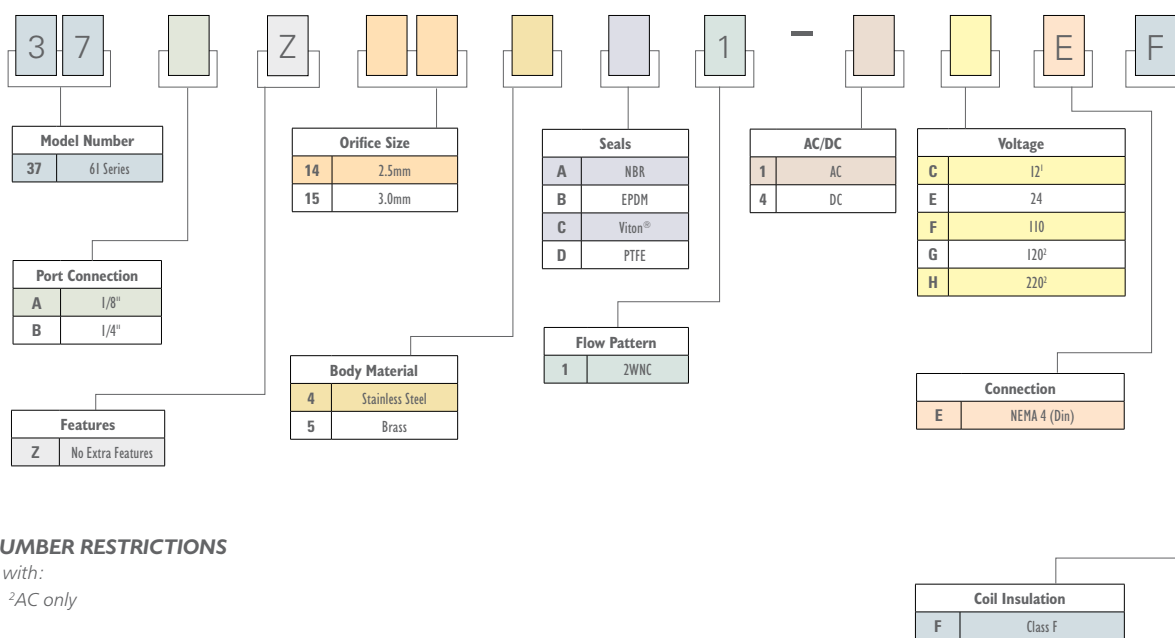 3 7 Z 1 – E F
Model Number
37 61 Series
Port Connection
A 1/8"
B 1/4"
Features
Z No Extra Features
Orifice Size
14 2.5mm
15 3.0mm
Body Material
4 Stainless Steel
5 Brass
Seals
A NBR
B EPDM
C Viton®
D PTFE
Flow Pattern
1 2WNC
AC/DC
1 AC
4 DC
Voltage
C 12¹
E 24
F 110
G 120²
H 220²
Connection
E NEMA 4 (Din)
Coil Insulation
F Class F
UMBER RESTRICTIONS
with:
²AC only